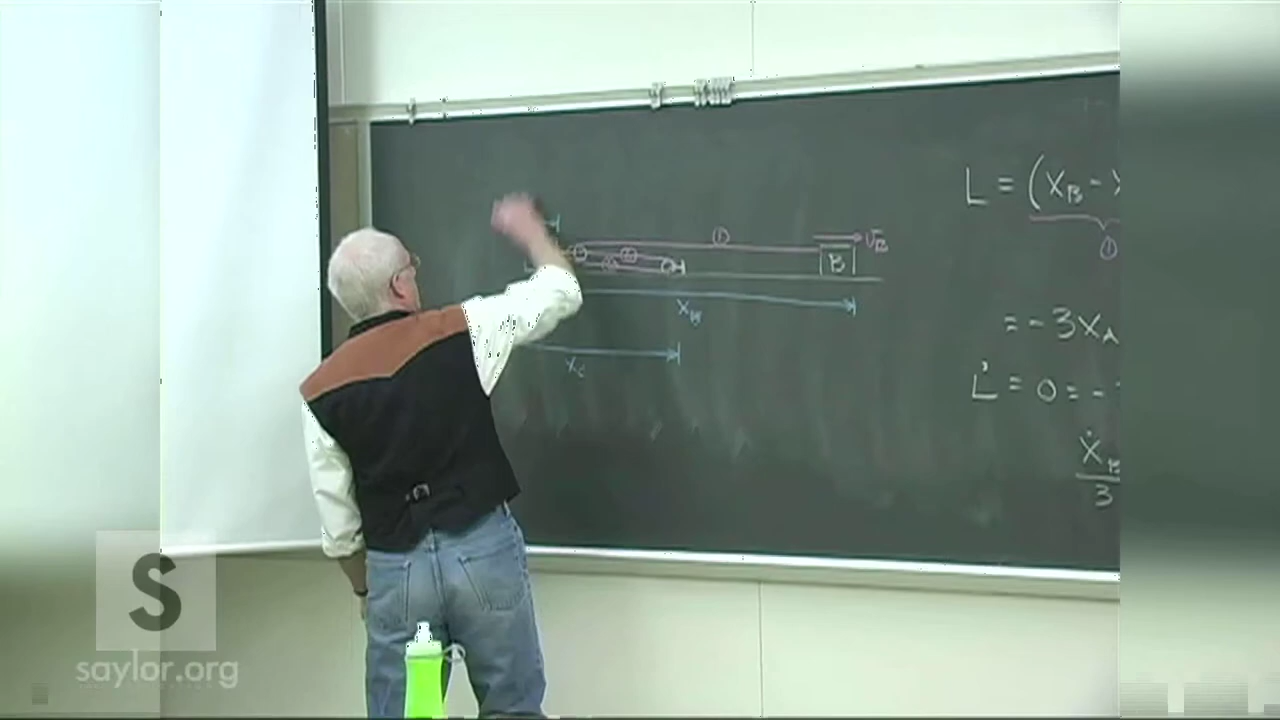 L = (X_B -
①
① v_B
B
X_B
X_C
= - 3X_A
L̇ = 0 = -
Ẋ_B
3
S
saylor.org